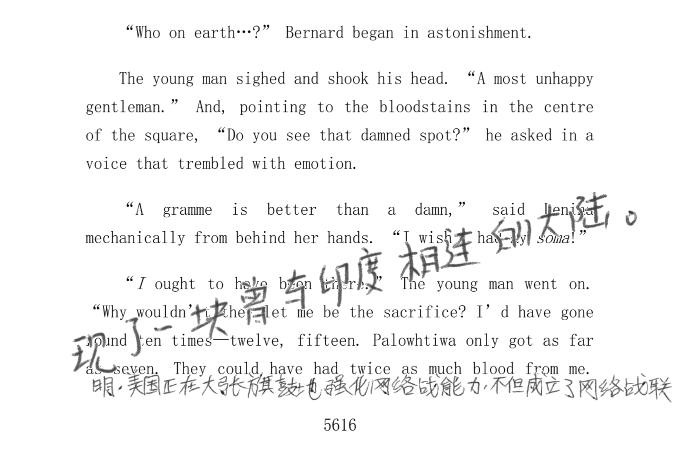 “Who on earth…?” Bernard began in astonishment.
The young man sighed and shook his head. “A most unhappy
gentleman.” And, pointing to the bloodstains in the centre
of the square, “Do you see that damned spot?” he asked in a
voice that trembled with emotion.
“A gramme is better than a damn,” said Lenina
mechanically from behind her hands. “I wish I had my soma!”
“I ought to have been there.” The young man went on.
“Why wouldn’t they let me be the sacrifice? I’d have gone
round ten times—twelve, fifteen. Palowhtiwa only got as far
as seven. They could have had twice as much blood from me.
现了一块曾与印度相连的大陆。
明，美国正在大张旗鼓地强化网络战能力，不但成立了网络战联
5616